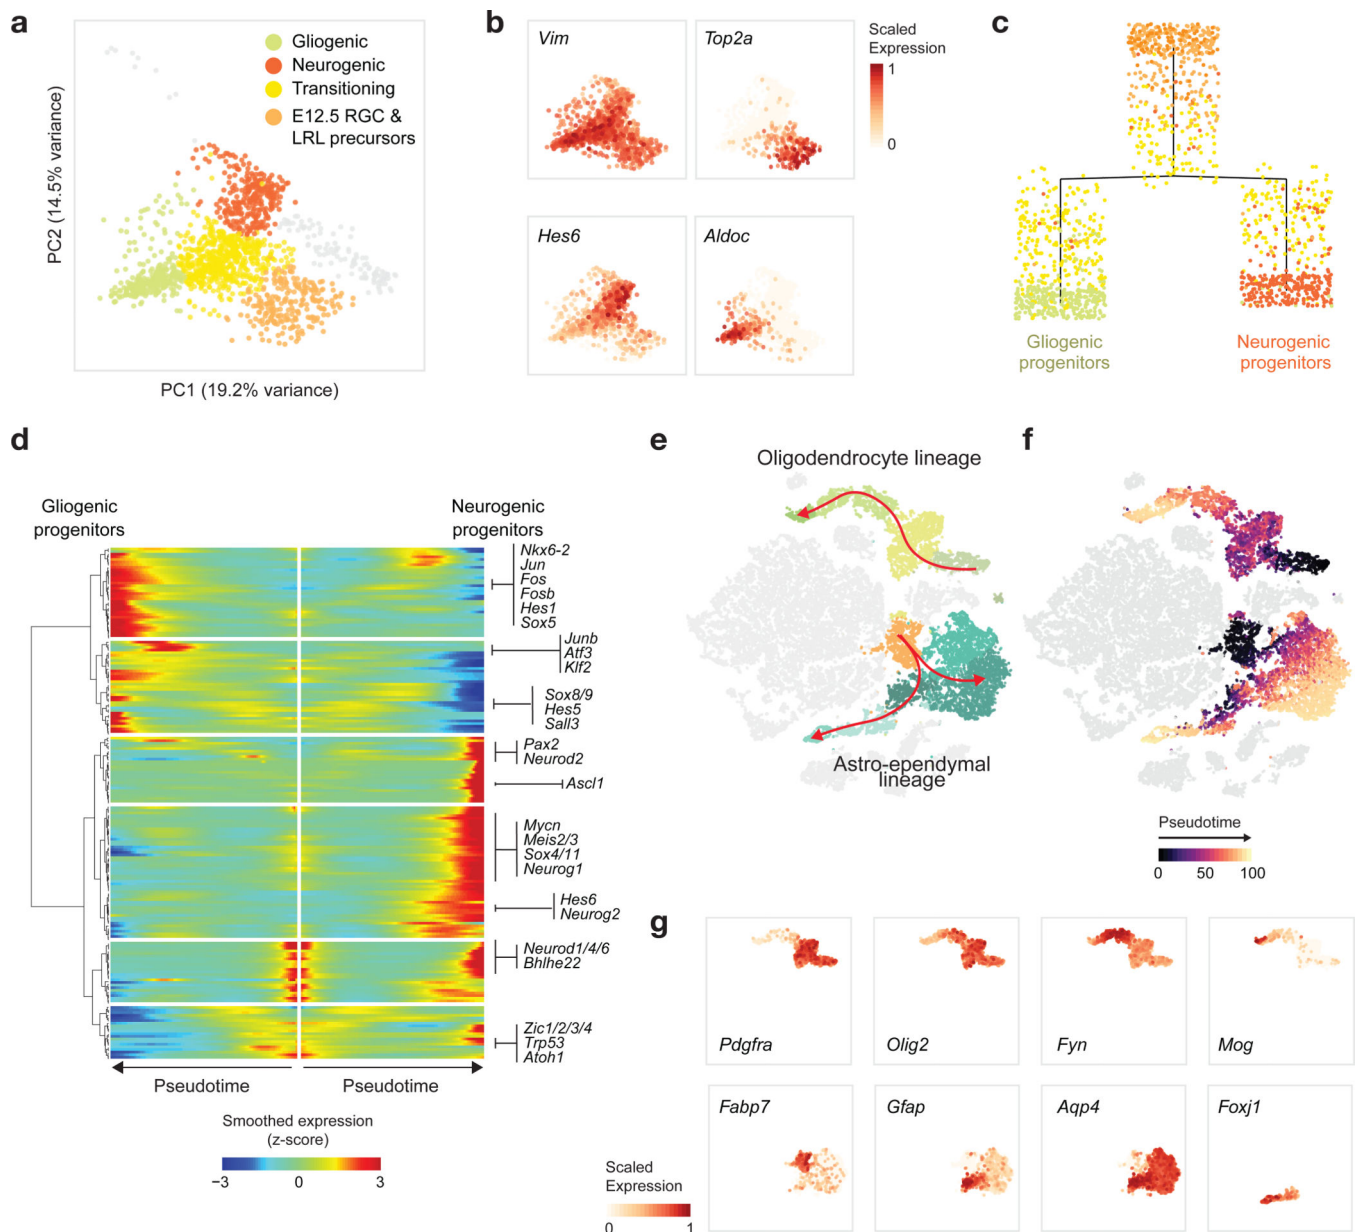 a
Gliogenic
Neurogenic
Transitioning
E12.5 RGC &
LRL precursors
PC2 (14.5% variance)
PC1 (19.2% variance)
b
Vim
Top2a
Hes6
Aldoc
Scaled
Expression
1
0
c
Gliogenic
progenitors
Neurogenic
progenitors
d
Gliogenic
progenitors
Neurogenic
progenitors
Nkx6-2
Jun
Fos
Fosb
Hes1
Sox5
Junb
Atf3
Klf2
Sox8/9
Hes5
Sall3
Pax2
Neurod2
Ascl1
Mycn
Meis2/3
Sox4/11
Neurog1
Hes6
Neurog2
Neurod1/4/6
Bhlhe22
Zic1/2/3/4
Trp53
Atoh1
Pseudotime
Pseudotime
Smoothed expression
(z-score)
−3 0 3
e
Oligodendrocyte lineage
Astro-ependymal
lineage
f
Pseudotime
0 50 100
g
Pdgfra
Olig2
Fyn
Mog
Fabp7
Gfap
Aqp4
Foxj1
Scaled
Expression
0 1